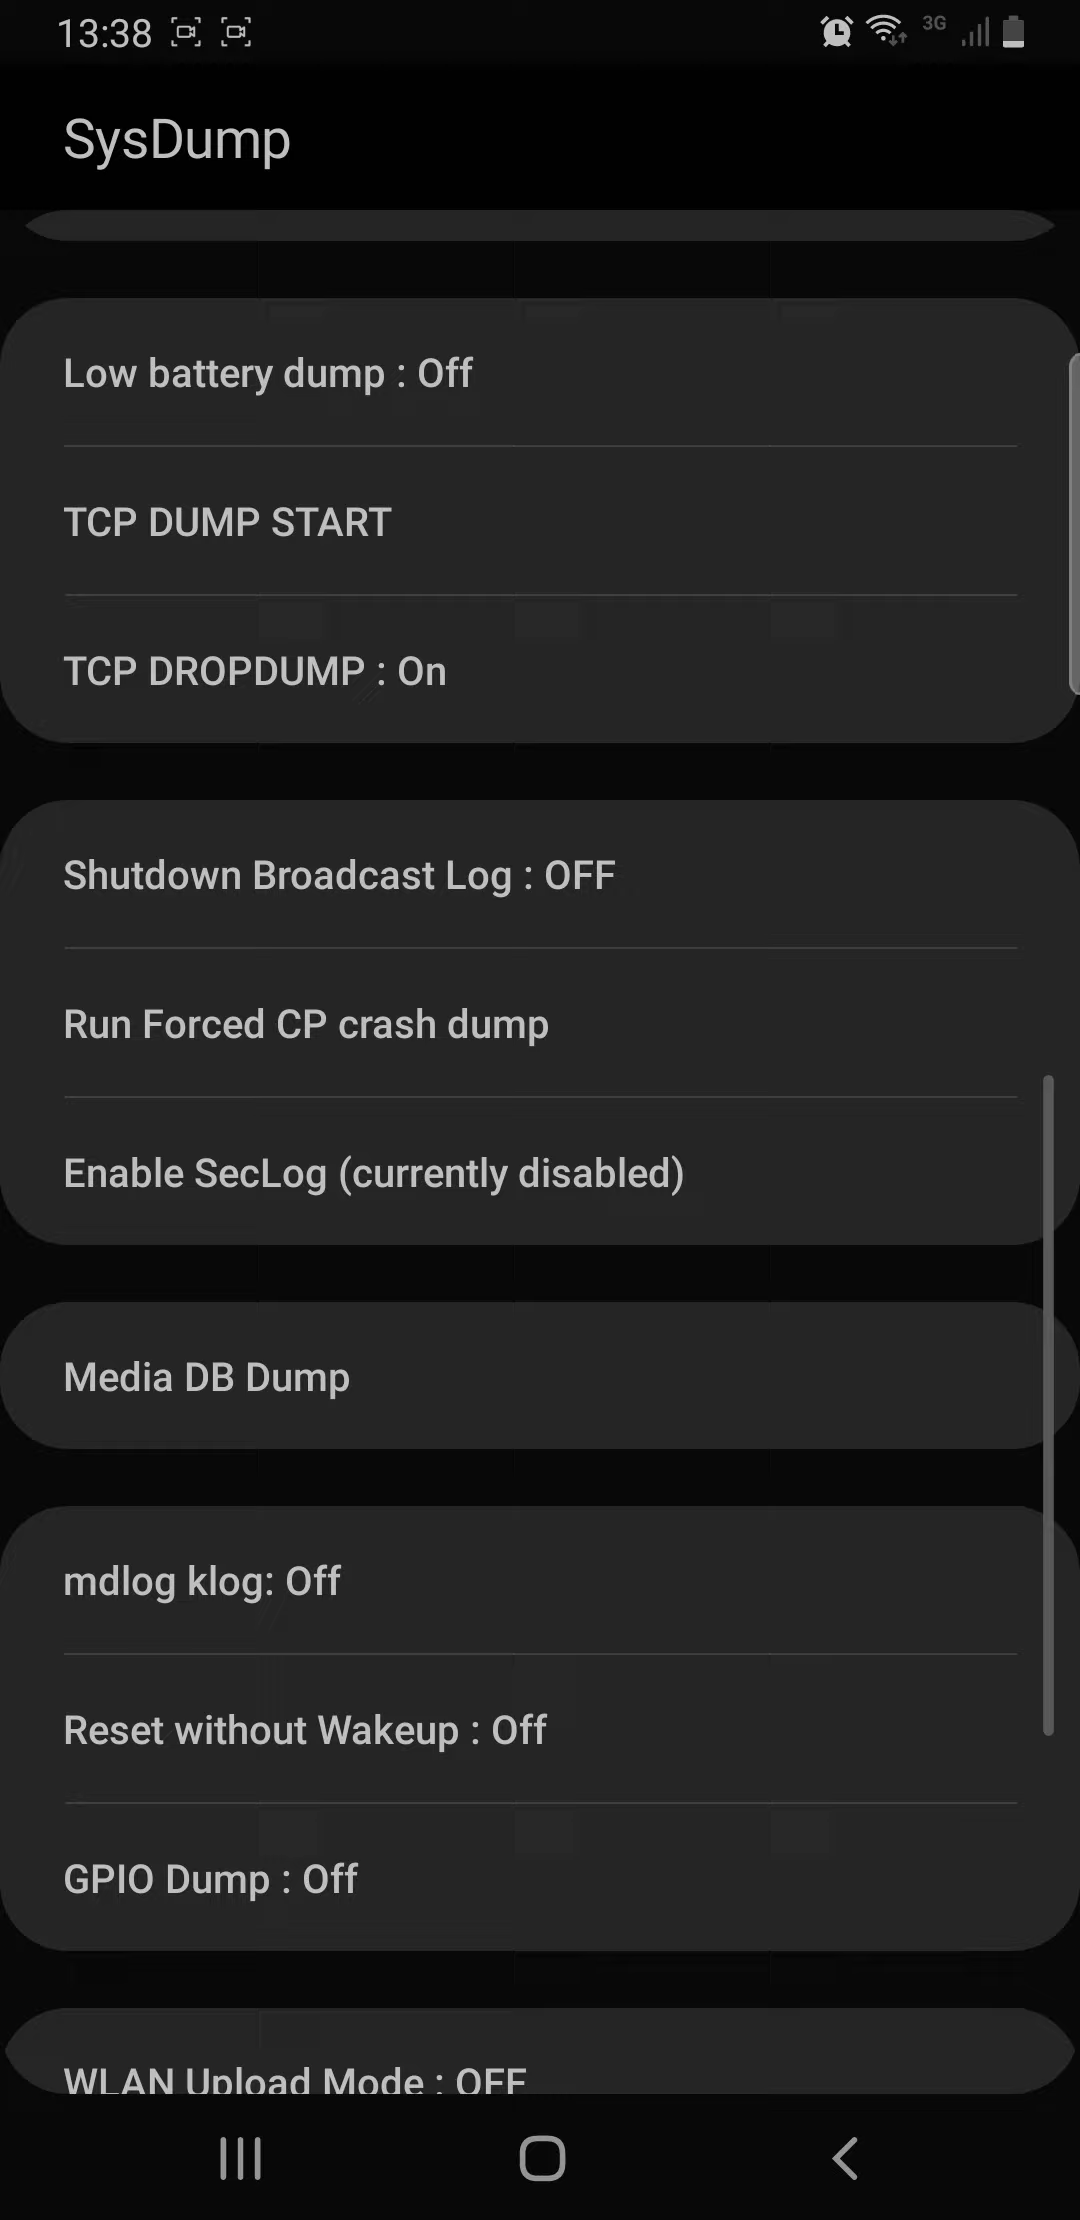 13:38 3G
SysDump
Low battery dump : Off
TCP DUMP START
TCP DROPDUMP : On
Shutdown Broadcast Log : OFF
Run Forced CP crash dump
Enable SecLog (currently disabled)
Media DB Dump
mdlog klog: Off
Reset without Wakeup : Off
GPIO Dump : Off
WLAN Upload Mode : OFF